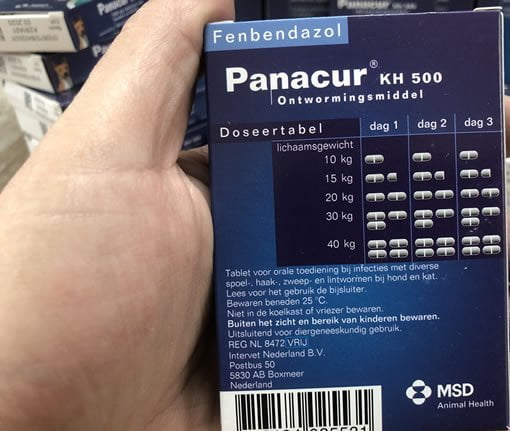 Fenbendazol
Panacur® KH 500
Ontwormingsmiddel
Doseertabel dag 1 dag 2 dag 3
lichaamsgewicht
10 kg
15 kg
20 kg
30 kg
40 kg
Tablet voor orale toediening bij infecties met diverse
spoel-, haak-, zweep- en lintwormen bij hond en kat.
Lees voor het gebruik de bijsluiter.
Bewaren beneden 25 °C.
Niet in de koelkast of vriezer bewaren.
Buiten het zicht en bereik van kinderen bewaren.
Uitsluitend voor diergeneeskundig gebruik.
REG NL 8472 VRIJ
Intervet Nederland B.V.
Postbus 50
5830 AB Boxmeer
Nederland
MSD
Animal Health